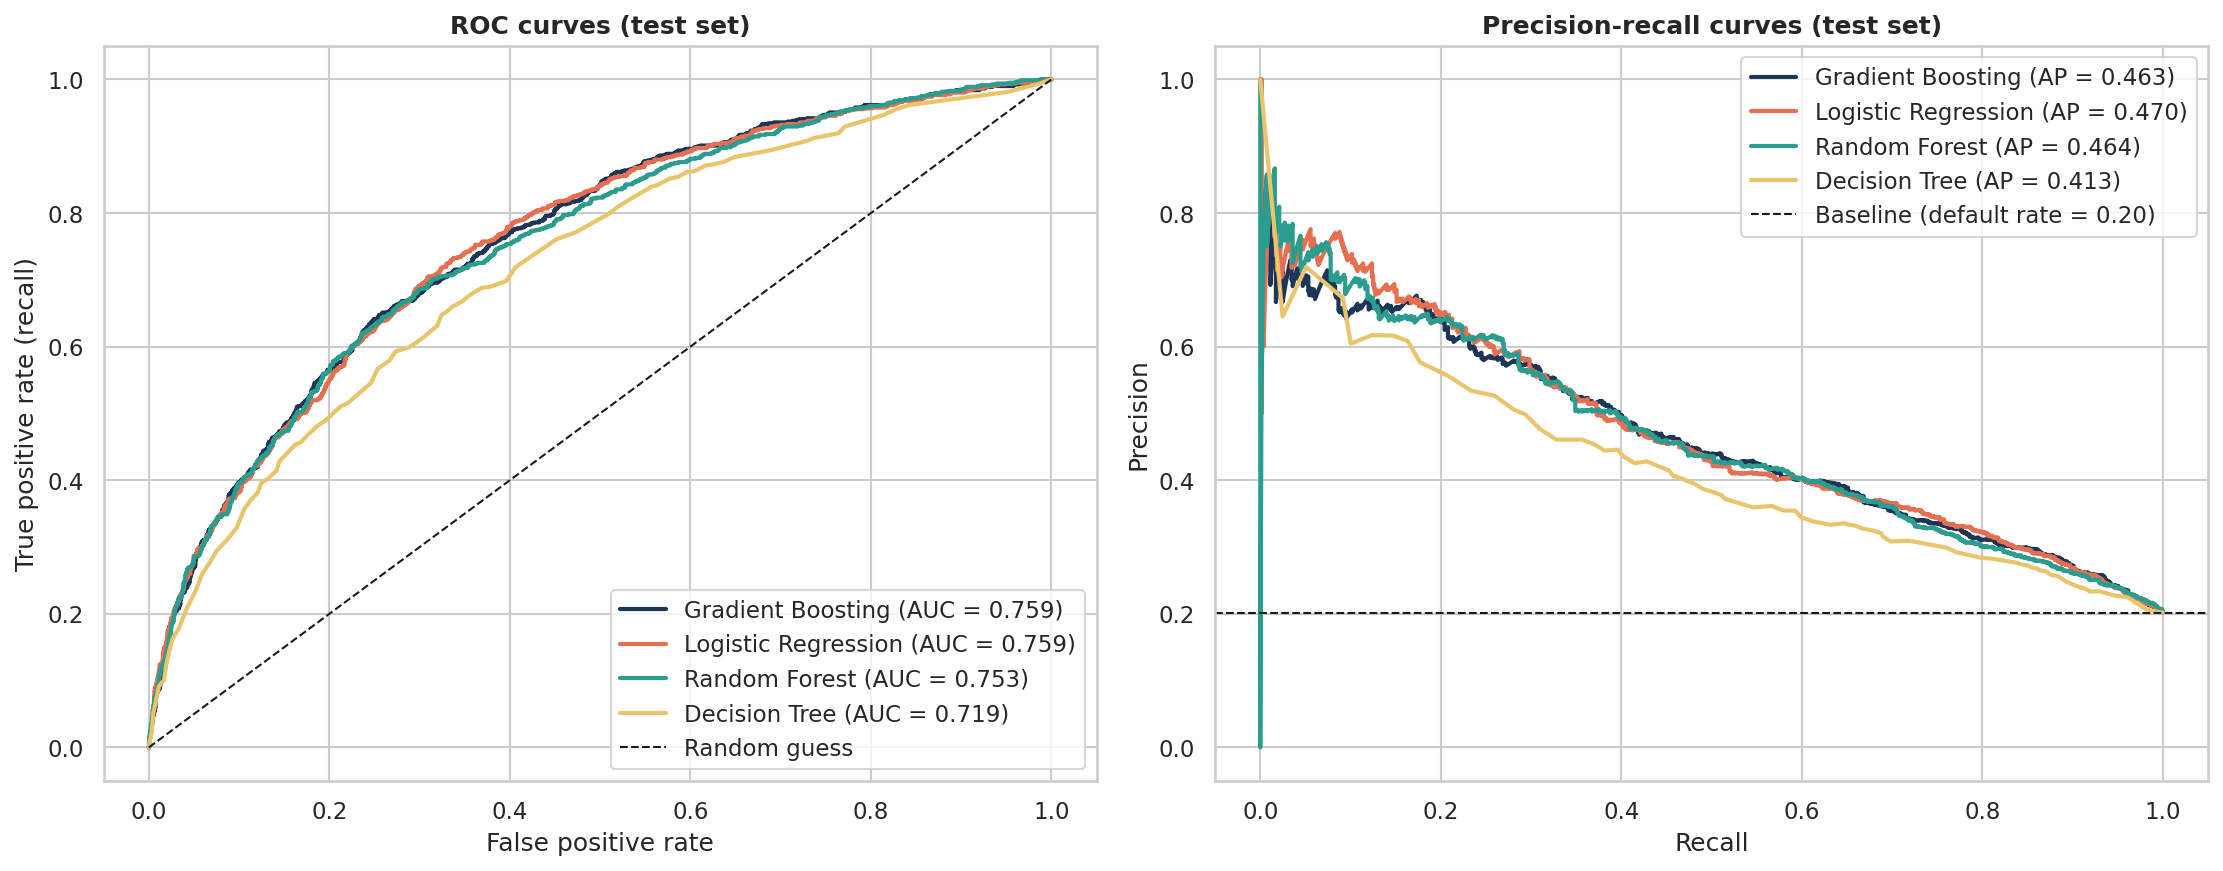 ROC curves (test set)
True positive rate (recall)
1.0
0.8
0.6
0.4
0.2
0.0
Gradient Boosting (AUC = 0.759)
Logistic Regression (AUC = 0.759)
Random Forest (AUC = 0.753)
Decision Tree (AUC = 0.719)
Random guess
0.0 0.2 0.4 0.6 0.8 1.0
False positive rate
Precision-recall curves (test set)
Precision
1.0
0.8
0.6
0.4
0.2
0.0
Gradient Boosting (AP = 0.463)
Logistic Regression (AP = 0.470)
Random Forest (AP = 0.464)
Decision Tree (AP = 0.413)
Baseline (default rate = 0.20)
0.0 0.2 0.4 0.6 0.8 1.0
Recall